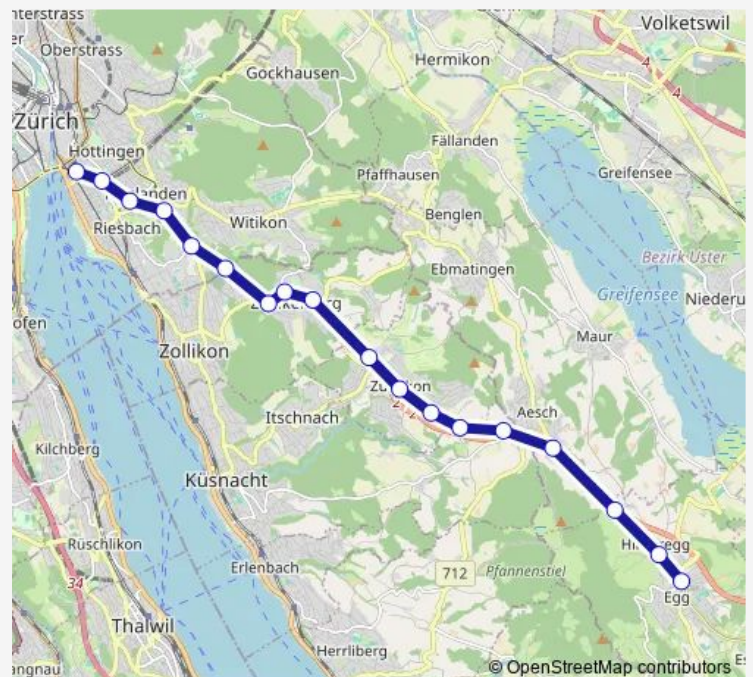 Volketswil
Oberstrass
Hermikon
Gockhausen
4
4
Zürich
Fällanden
Hottingen
Pfaffhausen
Greifensee
Benglen
Witikon
Riesbach
Bezirk Uster
Ebmatingen
Greifensee
Maur
Zollikon
Aesch
Itschnach
Kilchberg
Küsnacht
Rüschlikon
34
Erlenbach
712
Pfannenstiel
Egg
Thalwil
Herrliberg
© OpenStreetMap contributors